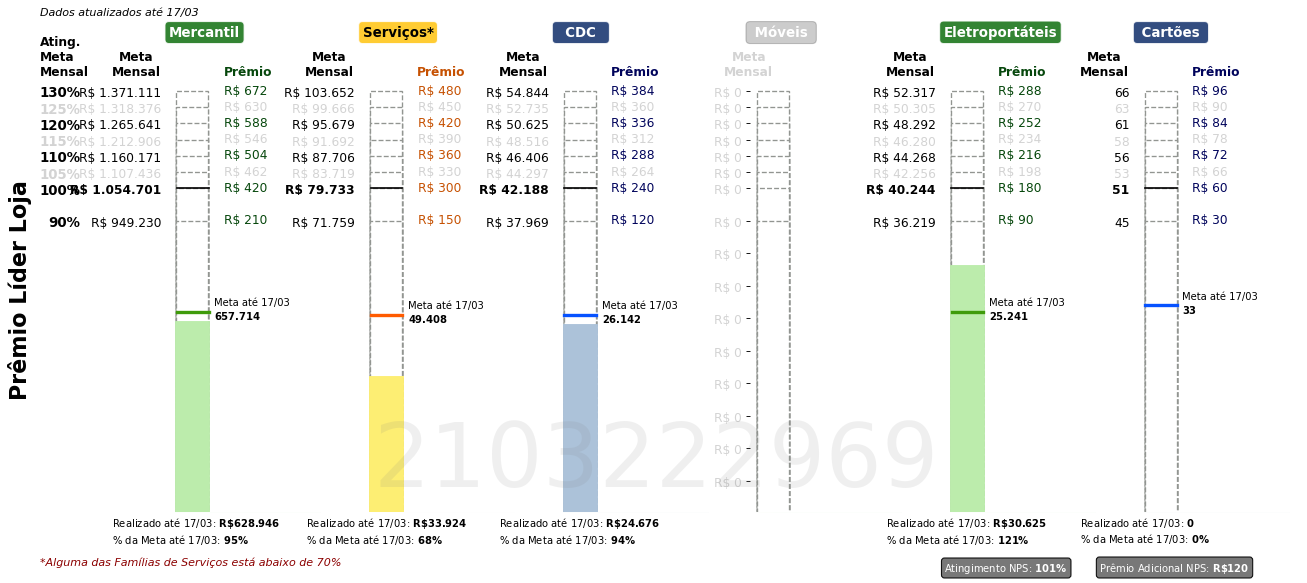 Dados atualizados até 17/03
Mercantil Serviços* CDC Móveis Eletroportáteis Cartões
Ating. Meta Mensal Meta Mensal Prêmio Meta Mensal Prêmio Meta Mensal Prêmio Meta Mensal Meta Mensal Prêmio Meta Mensal Prêmio
130% R$ 1.371.111 R$ 672 R$ 103.652 R$ 480 R$ 54.844 R$ 384 R$ 0 R$ 52.317 R$ 288 66 R$ 96
125% R$ 1.318.376 R$ 630 R$ 99.666 R$ 450 R$ 52.735 R$ 360 R$ 0 R$ 50.305 R$ 270 63 R$ 90
120% R$ 1.265.641 R$ 588 R$ 95.679 R$ 420 R$ 50.625 R$ 336 R$ 0 R$ 48.292 R$ 252 61 R$ 84
115% R$ 1.212.906 R$ 546 R$ 91.692 R$ 390 R$ 48.516 R$ 312 R$ 0 R$ 46.280 R$ 234 58 R$ 78
110% R$ 1.160.171 R$ 504 R$ 87.706 R$ 360 R$ 46.406 R$ 288 R$ 0 R$ 44.268 R$ 216 56 R$ 72
105% R$ 1.107.436 R$ 462 R$ 83.719 R$ 330 R$ 44.297 R$ 264 R$ 0 R$ 42.256 R$ 198 53 R$ 66
100% R$ 1.054.701 R$ 420 R$ 79.733 R$ 300 R$ 42.188 R$ 240 R$ 0 R$ 40.244 R$ 180 51 R$ 60
90% R$ 949.230 R$ 210 R$ 71.759 R$ 150 R$ 37.969 R$ 120 R$ 0 R$ 36.219 R$ 90 45 R$ 30
R$ 0
R$ 0
R$ 0
R$ 0
R$ 0
R$ 0
R$ 0
R$ 0
Prêmio Líder Loja
Meta até 17/03 Meta até 17/03 Meta até 17/03 Meta até 17/03 Meta até 17/03
657.714 49.408 26.142 25.241 33
2103222969
Realizado até 17/03: R$628.946 Realizado até 17/03: R$33.924 Realizado até 17/03: R$24.676 Realizado até 17/03: R$30.625 Realizado até 17/03: 0
% da Meta até 17/03: 95% % da Meta até 17/03: 68% % da Meta até 17/03: 94% % da Meta até 17/03: 121% % da Meta até 17/03: 0%
*Alguma das Famílias de Serviços está abaixo de 70%
Atingimento NPS: 101% Prêmio Adicional NPS: R$120